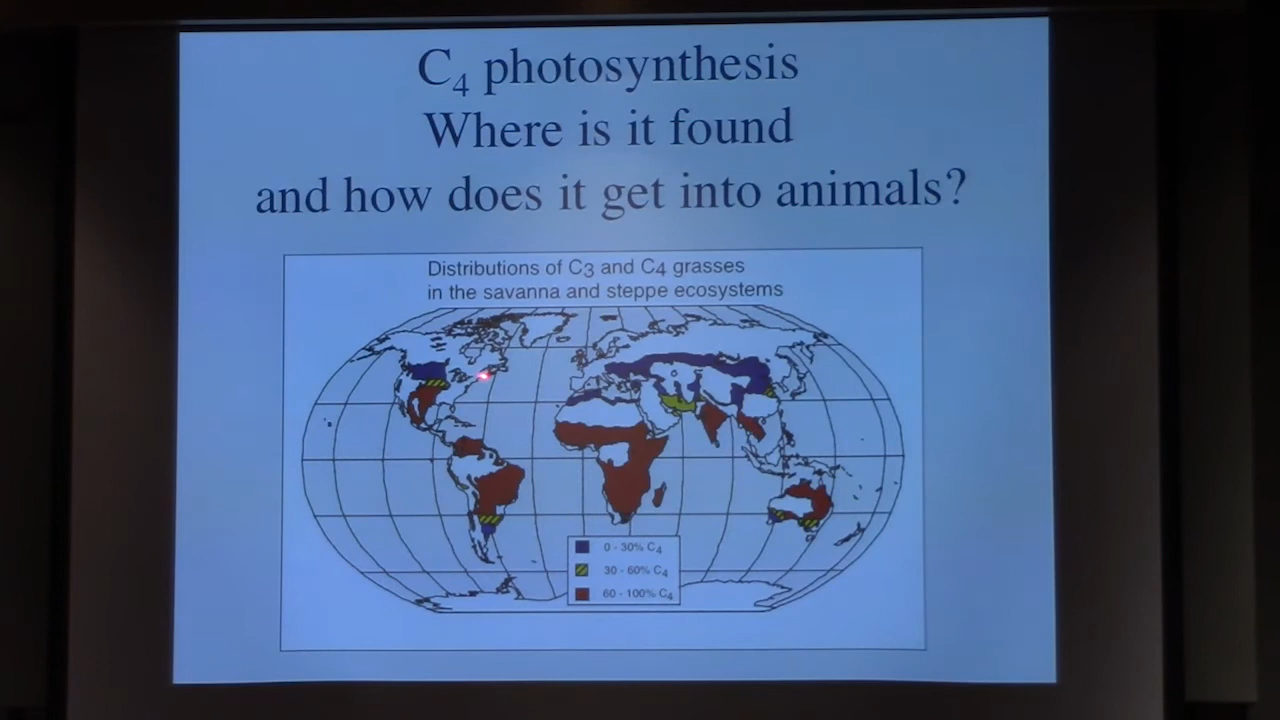 C₄ photosynthesis
Where is it found
and how does it get into animals?
Distributions of C3 and C4 grasses
in the savanna and steppe ecosystems
0 - 30% C₄
30 - 60% C₄
60 - 100% C₄